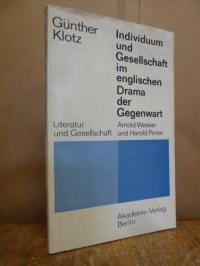 Günther
Klotz
Individuum
und
Gesellschaft
im
englischen
Drama
der
Gegenwart
Literatur
und Gesellschaft
Arnold Wesker
und Harold Pinter
Akademie-Verlag
Berlin